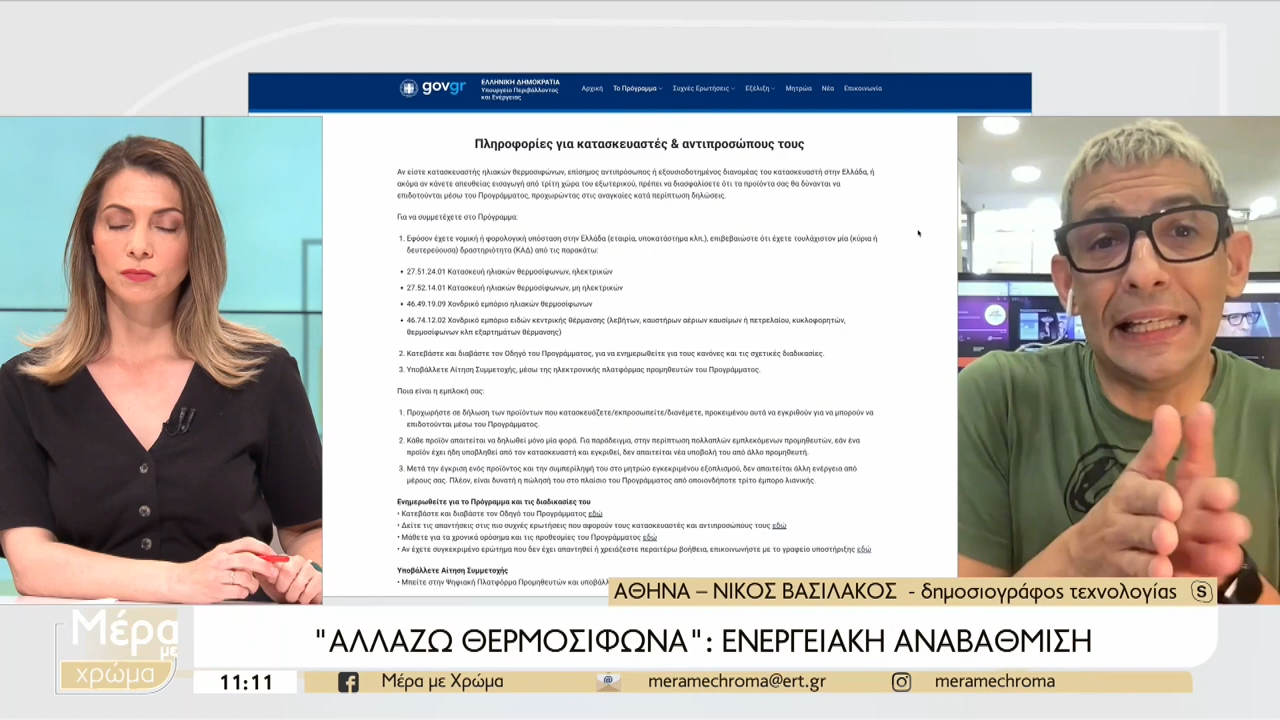 govgr
ΕΛΛΗΝΙΚΗ ΔΗΜΟΚΡΑΤΙΑ
Υπουργείο Περιβάλλοντος
και Ενέργειας
Αρχική Το Πρόγραμμα Συχνές Ερωτήσεις Εξέλιξη Μητρώα Νέα Επικοινωνία
Πληροφορίες για κατασκευαστές & αντιπροσώπους τους
Αν είστε κατασκευαστής ηλιακών θερμοσιφώνων, επίσημος αντιπρόσωπος ή εξουσιοδοτημένος διανομέας του κατασκευαστή στην Ελλάδα, ή
ακόμα αν κάνετε απευθείας εισαγωγή από τρίτη χώρα του εξωτερικού, πρέπει να διασφαλίσετε ότι τα προϊόντα σας θα δύνανται να
επιδοτούνται μέσω του Προγράμματος, προχωρώντας στις αναγκαίες κατά περίπτωση δηλώσεις.
Για να συμμετέχετε στο Πρόγραμμα:
1. Εφόσον έχετε νομική ή φορολογική υπόσταση στην Ελλάδα (εταιρία, υποκατάστημα κλπ.), επιβεβαιώστε ότι έχετε τουλάχιστον μία (κύρια ή
δευτερεύουσα) δραστηριότητα (ΚΑΔ) από τις παρακάτω:
• 27.51.24.01 Κατασκευή ηλιακών θερμοσίφωνων, ηλεκτρικών
• 27.52.14.01 Κατασκευή ηλιακών θερμοσίφωνων, μη ηλεκτρικών
• 46.49.19.09 Χονδρικό εμπόριο ηλιακών θερμοσίφωνων
• 46.74.12.02 Χονδρικό εμπόριο ειδών κεντρικής θέρμανσης (λεβήτων, καυστήρων αέριων καυσίμων ή πετρελαίου, κυκλοφορητών,
θερμοσίφωνων κλπ εξαρτημάτων θέρμανσης)
2. Κατεβάστε και διαβάστε τον Οδηγό του Προγράμματος, για να ενημερωθείτε για τους κανόνες και τις σχετικές διαδικασίες.
3. Υποβάλλετε Αίτηση Συμμετοχής, μέσω της ηλεκτρονικής πλατφόρμας προμηθευτών του Προγράμματος.
Ποια είναι η εμπλοκή σας:
1. Προχωρήστε σε δήλωση των προϊόντων που κατασκευάζετε/εκπροσωπείτε/διανέμετε, προκειμένου αυτά να εγκριθούν για να μπορούν να
επιδοτούνται μέσω του Προγράμματος.
2. Κάθε προϊόν απαιτείται να δηλωθεί μόνο μία φορά. Για παράδειγμα, στην περίπτωση πολλαπλών εμπλεκόμενων προμηθευτών, εάν ένα
προϊόν έχει ήδη υποβληθεί από τον κατασκευαστή και εγκριθεί, δεν απαιτείται νέα υποβολή του από άλλο προμηθευτή.
3. Μετά την έγκριση ενός προϊόντος και την συμπερίληψή του στο μητρώο εγκεκριμένου εξοπλισμού, δεν απαιτείται άλλη ενέργεια από
μέρους σας. Πλέον, είναι δυνατή η πώλησή του στο πλαίσιο του Προγράμματος από οποιονδήποτε τρίτο έμπορο λιανικής.
Ενημερωθείτε για το Πρόγραμμα και τις διαδικασίες του
• Κατεβάστε και διαβάστε τον Οδηγό του Προγράμματος εδώ
• Δείτε τις απαντήσεις στις πιο συχνές ερωτήσεις που αφορούν τους κατασκευαστές και αντιπροσώπους τους εδώ
• Μάθετε για τα χρονικά ορόσημα και τις προθεσμίες του Προγράμματος εδώ
• Αν έχετε συγκεκριμένο ερώτημα που δεν έχει απαντηθεί ή χρειάζεστε περαιτέρω βοήθεια, επικοινωνήστε με το γραφείο υποστήριξης εδώ
Υποβάλλετε Αίτηση Συμμετοχής
• Μπείτε στην Ψηφιακή Πλατφόρμα Προμηθευτών και υποβάλλ
ΑΘΗΝΑ – ΝΙΚΟΣ ΒΑΣΙΛΑΚΟΣ - δημοσιογράφος τεχνολογίας
Μέρα
με
χρώμα
"ΑΛΛΑΖΩ ΘΕΡΜΟΣΙΦΩΝΑ": ΕΝΕΡΓΕΙΑΚΗ ΑΝΑΒΑΘΜΙΣΗ
11:11 Μέρα με Χρώμα meramechroma@ert.gr meramechroma